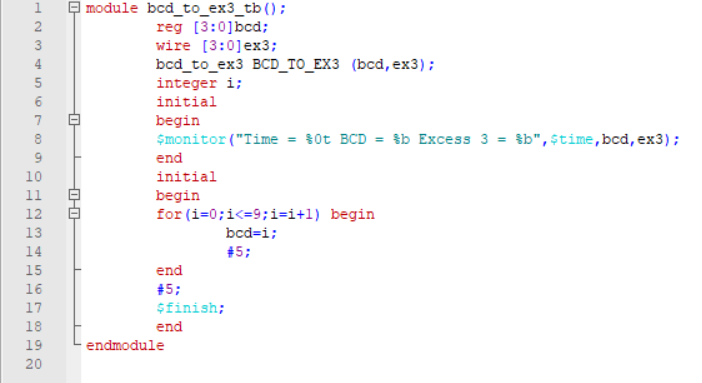 1 module bcd_to_ex3_tb();
2 reg [3:0]bcd;
3 wire [3:0]ex3;
4 bcd_to_ex3 BCD_TO_EX3 (bcd,ex3);
5 integer i;
6 initial
7 begin
8 $monitor("Time = %0t BCD = %b Excess 3 = %b",$time,bcd,ex3);
9 end
10 initial
11 begin
12 for(i=0;i<=9;i=i+1) begin
13 bcd=i;
14 #5;
15 end
16 #5;
17 $finish;
18 end
19 endmodule
20